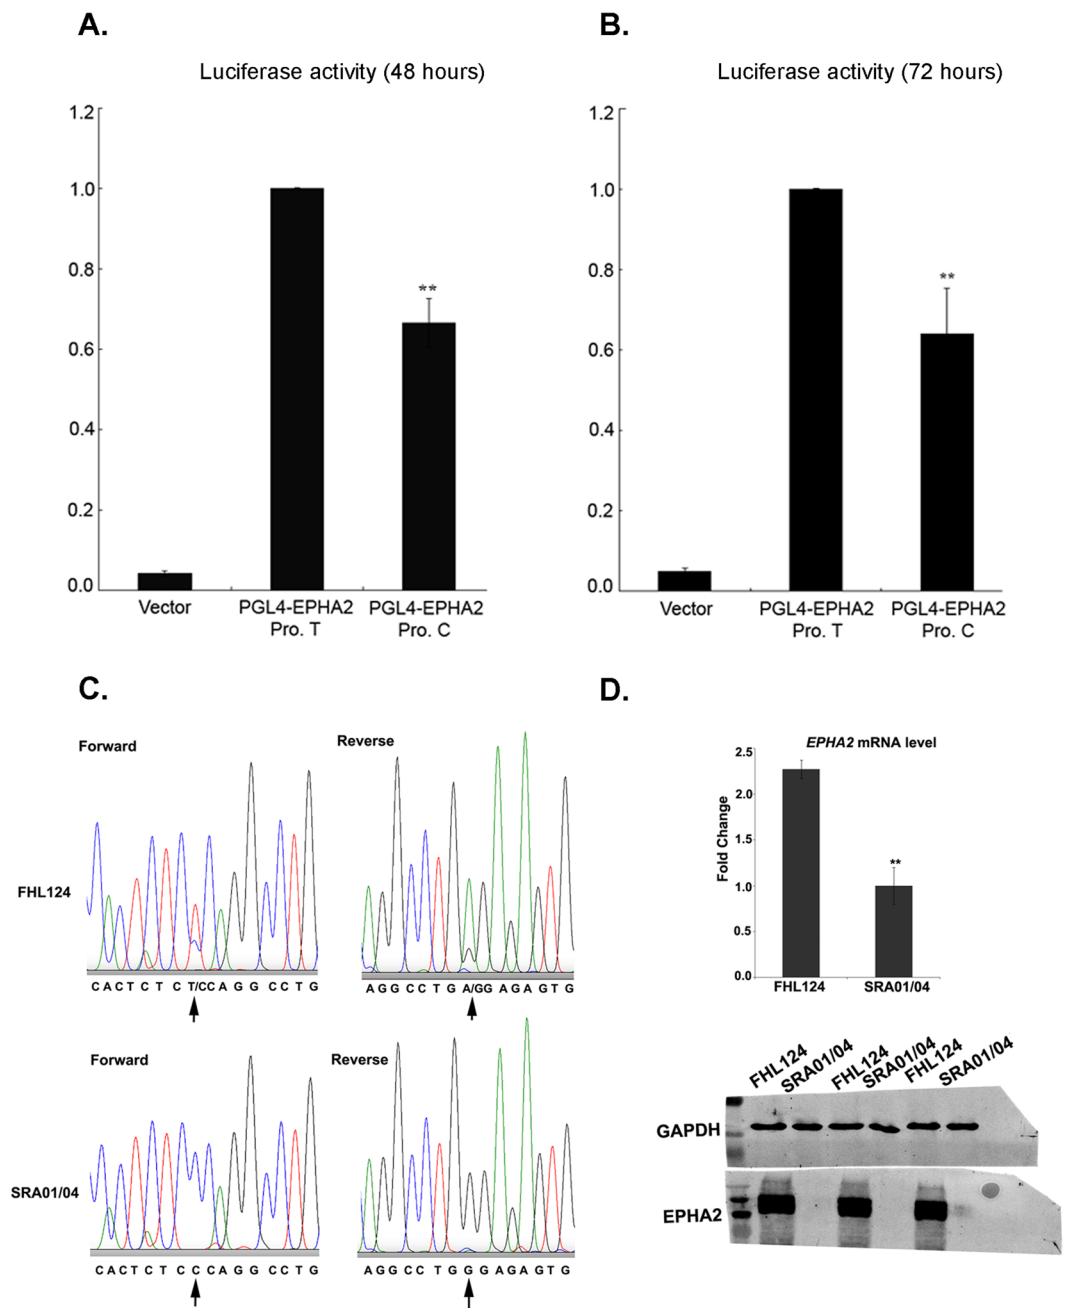 A.
Luciferase activity (48 hours)
1.2
1.0
0.8
0.6
0.4
0.2
0.0
**
Vector
PGL4-EPHA2
Pro. T
PGL4-EPHA2
Pro. C
B.
Luciferase activity (72 hours)
1.2
1.0
0.8
0.6
0.4
0.2
0.0
**
Vector
PGL4-EPHA2
Pro. T
PGL4-EPHA2
Pro. C
C.
Forward
Reverse
FHL124
C A C T C T C T/CC A G G C C T G
A G G C C T G A/GG A G A G T G
Forward
Reverse
SRA01/04
C A C T C T C C C A G G C C T G
A G G C C T G G G A G A G T G
D.
EPHA2 mRNA level
Fold Change
2.5
2.0
1.5
1.0
0.5
0.0
**
FHL124
SRA01/04
FHL124
SRA01/04
FHL124
SRA01/04
FHL124
SRA01/04
GAPDH
EPHA2